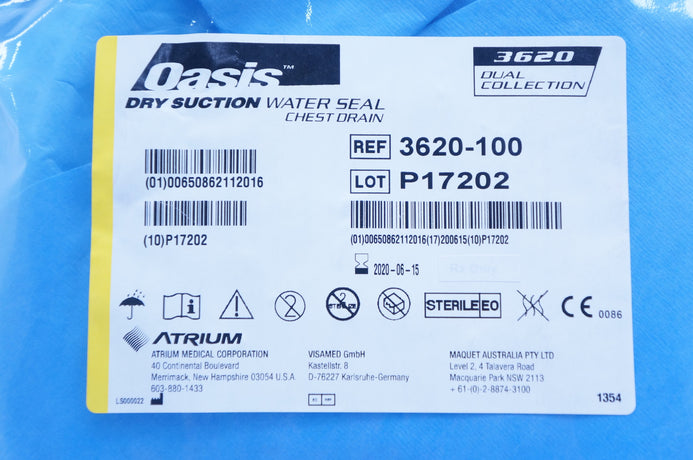 Oasis™
DRY SUCTION WATER SEAL
CHEST DRAIN
3620
DUAL
COLLECTION
REF 3620-100
LOT P17202
(01)00650862112016
(10)P17202
(01)00650862112016(17)200615(10)P17202
2020-06-15
Rx Only
STERILE EO
CE 0086
ATRIUM
ATRIUM MEDICAL CORPORATION
40 Continental Boulevard
Merrimack, New Hampshire 03054 U.S.A
603-880-1433
VISAMED GmbH
Kastellstr. 8
D-76227 Karlsruhe-Germany
EC REP
MAQUET AUSTRALIA PTY LTD
Level 2, 4 Talavera Road
Macquarie Park NSW 2113
+ 61-(0)-2-8874-3100
LS000022
1354